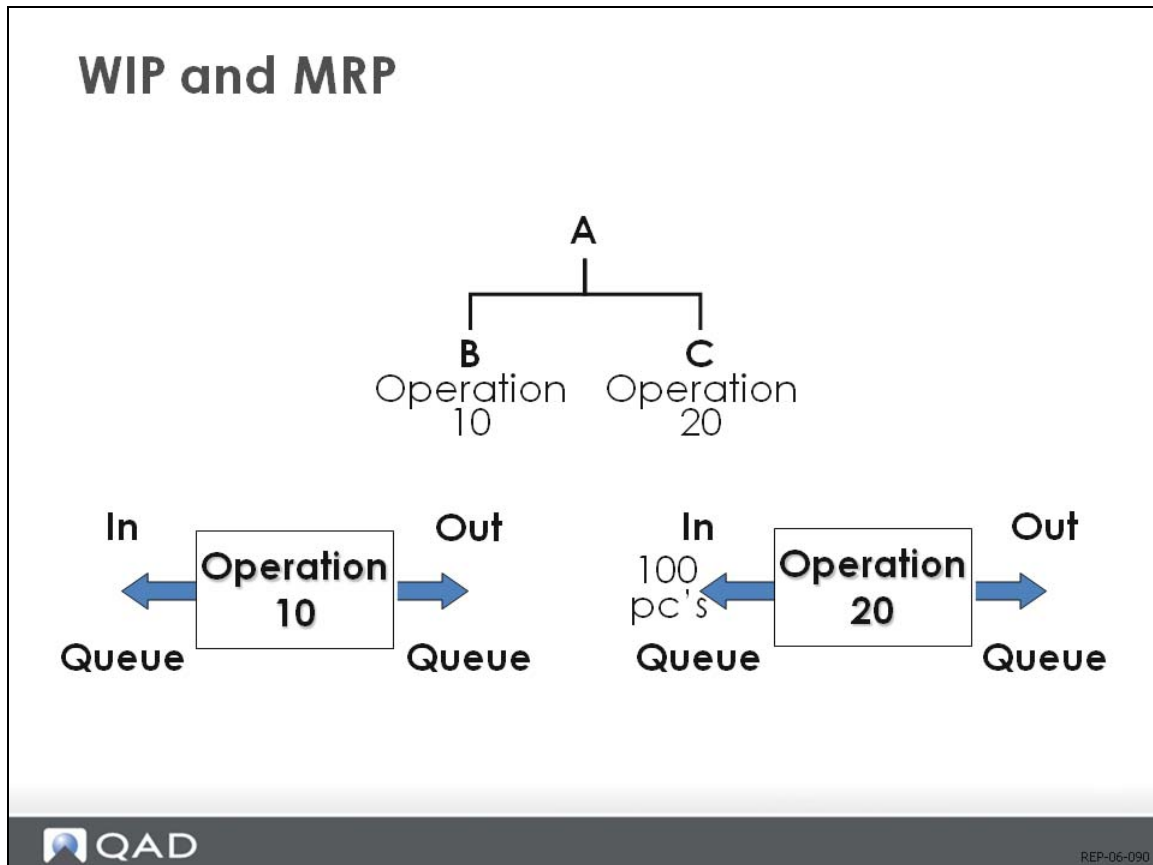 WIP and MRP
A
B
Operation
10
C
Operation
20
In
Out
Operation
10
Queue
Queue
In
100
pc's
Out
Operation
20
Queue
Queue
QAD
REP-06-090